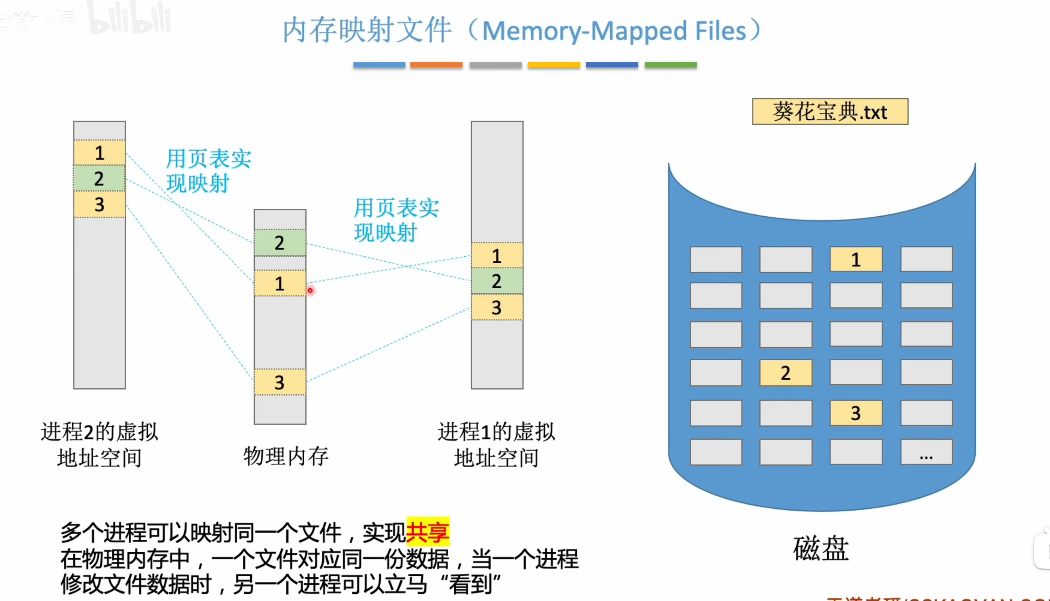 bilibili
内存映射文件（Memory-Mapped Files）
葵花宝典.txt
1
2
3
用页表实
现映射
2
1
3
用页表实
现映射
1
2
3
1
2
3
...
进程2的虚拟
地址空间
物理内存
进程1的虚拟
地址空间
磁盘
多个进程可以映射同一个文件，实现共享
在物理内存中，一个文件对应同一份数据，当一个进程
修改文件数据时，另一个进程可以立马“看到”